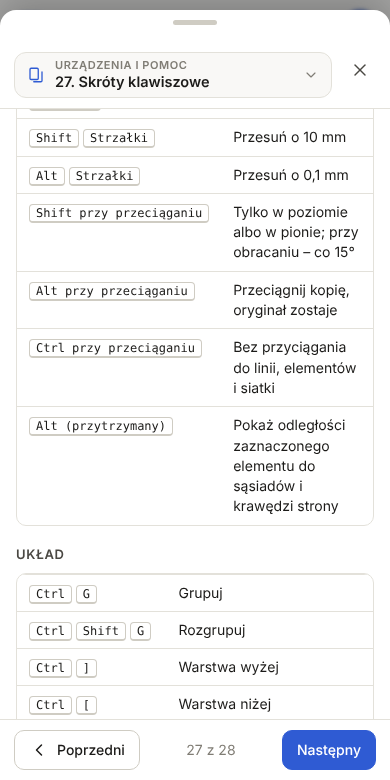 URZĄDZENIA I POMOC
27. Skróty klawiszowe
Shift Strzałki Przesuń o 10 mm
Alt Strzałki Przesuń o 0,1 mm
Shift przy przeciąganiu Tylko w poziomie
albo w pionie; przy
obracaniu – co 15°
Alt przy przeciąganiu Przeciągnij kopię,
oryginał zostaje
Ctrl przy przeciąganiu Bez przyciągania
do linii, elementów
i siatki
Alt (przytrzymany) Pokaż odległości
zaznaczonego
elementu do
sąsiadów i
krawędzi strony
UKŁAD
Ctrl G Grupuj
Ctrl Shift G Rozgrupuj
Ctrl ] Warstwa wyżej
Ctrl [ Warstwa niżej
Poprzedni 27 z 28 Następny